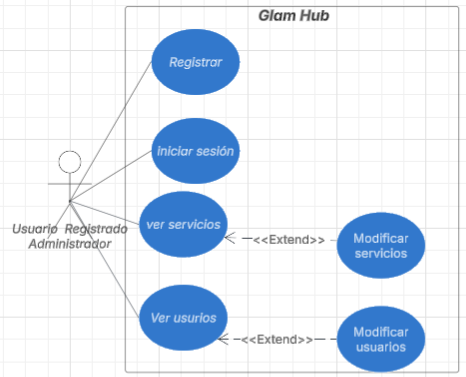 Glam Hub
Registrar
iniciar sesión
ver servicios
Usuario Registrado
Administrador
<<Extend>>
Modificar
servicios
Ver usurios
<<Extend>>
Modificar
usuarios